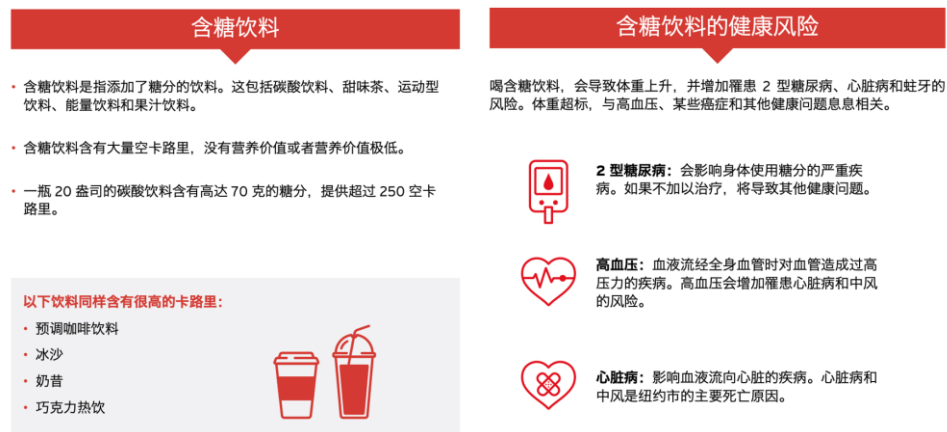 含糖饮料
• 含糖饮料是指添加了糖分的饮料。这包括碳酸饮料、甜味茶、运动型
饮料、能量饮料和果汁饮料。
• 含糖饮料含有大量空卡路里，没有营养价值或者营养价值极低。
• 一瓶 20 盎司的碳酸饮料含有高达 70 克的糖分，提供超过 250 空卡
路里。
以下饮料同样含有很高的卡路里：
• 预调咖啡饮料
• 冰沙
• 奶昔
• 巧克力热饮
含糖饮料的健康风险
喝含糖饮料，会导致体重上升，并增加罹患 2 型糖尿病、心脏病和蛀牙的
风险。体重超标，与高血压、某些癌症和其他健康问题息息相关。
2 型糖尿病：会影响身体使用糖分的严重疾
病。如果不加以治疗，将导致其他健康问题。
高血压：血液流经全身血管时对血管造成过高
压力的疾病。高血压会增加罹患心脏病和中风
的风险。
心脏病：影响血液流向心脏的疾病。心脏病和
中风是纽约市的主要死亡原因。